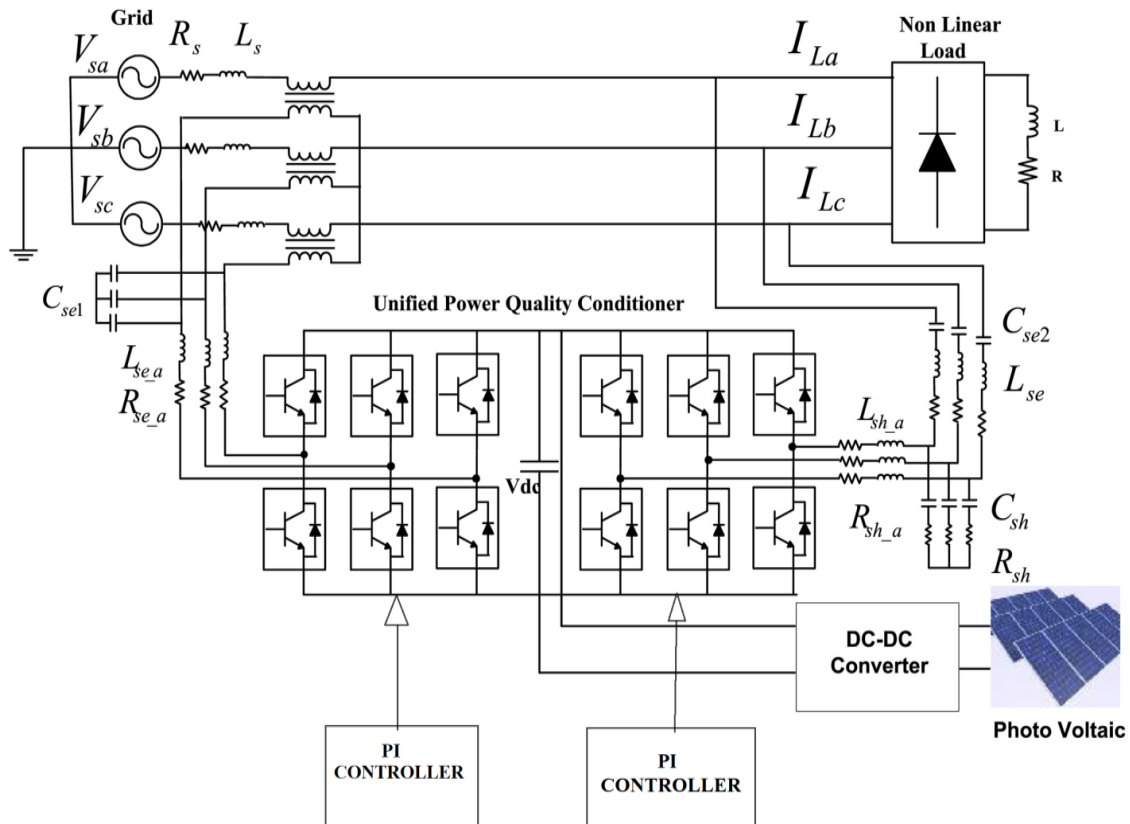 Grid
Non Linear
Load
V_sa
R_s
L_s
I_La
V_sb
I_Lb
L
V_sc
I_Lc
R
C_se1
Unified Power Quality Conditioner
C_se2
L_se_a
R_se_a
L_se
L_sh_a
Vdc
R_sh_a
C_sh
R_sh
DC-DC
Converter
Photo Voltaic
PI
CONTROLLER
PI
CONTROLLER